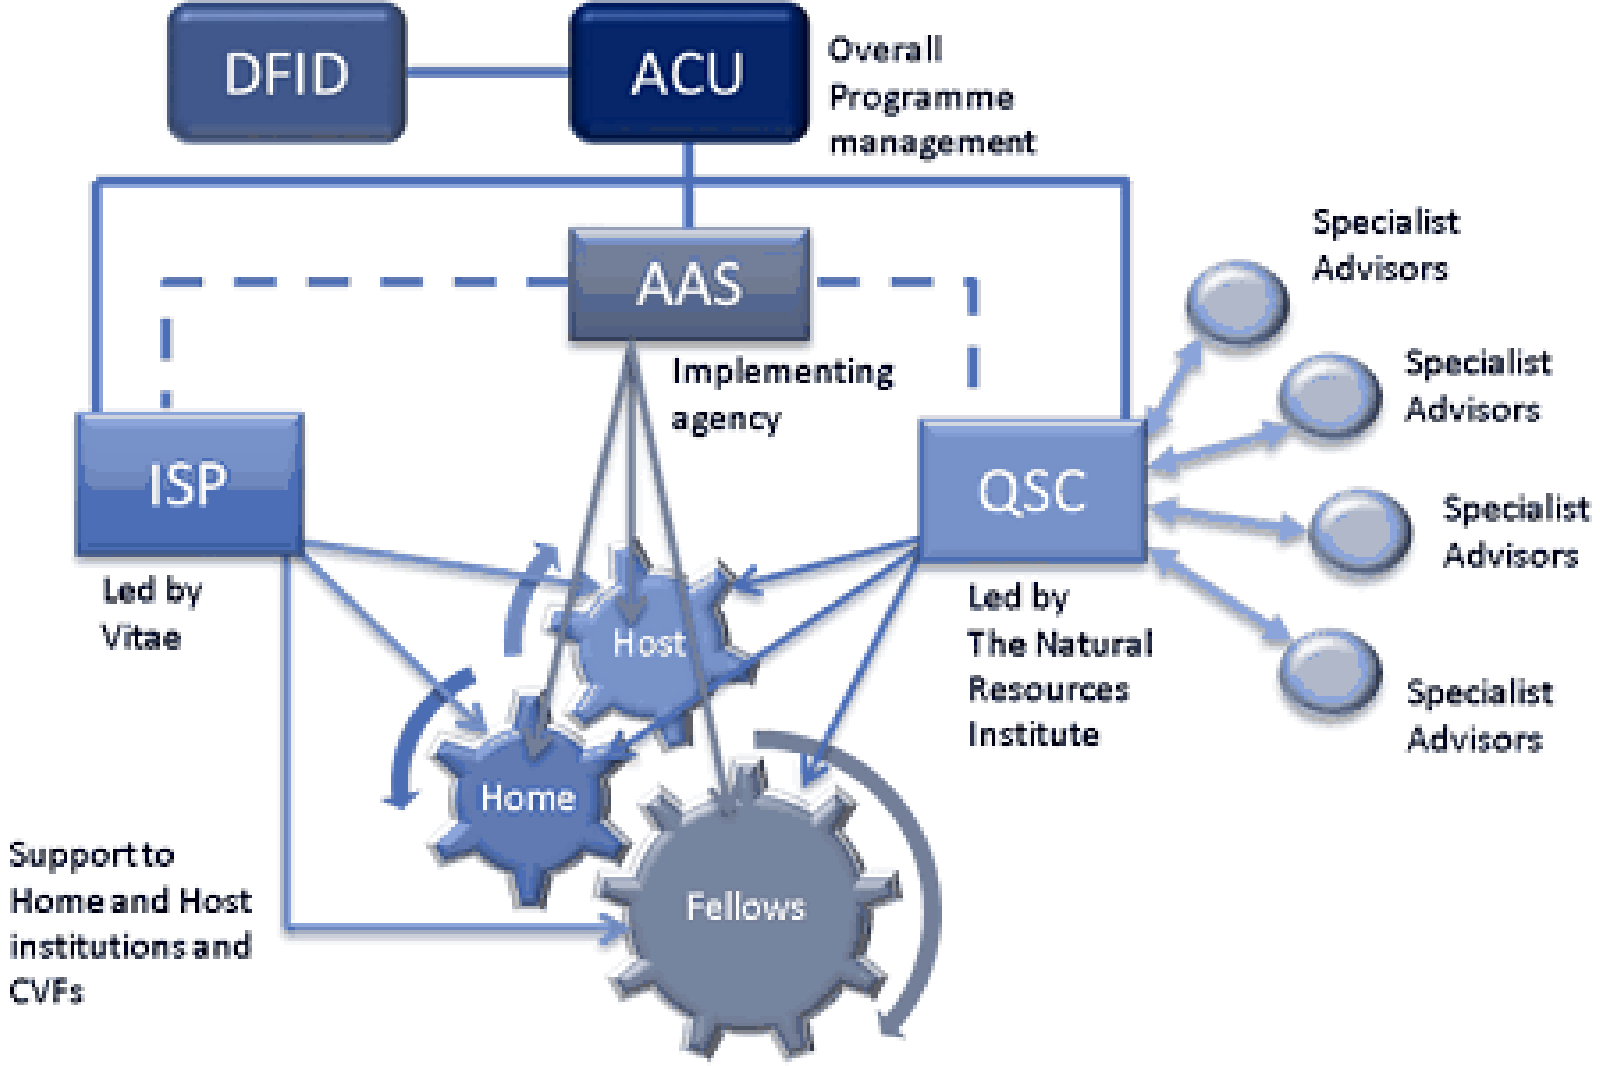 DFID
ACU
Overall
Programme
management
AAS
Implementing
agency
Specialist
Advisors
Specialist
Advisors
Specialist
Advisors
Specialist
Advisors
ISP
Led by
Vitae
QSC
Led by
The Natural
Resources
Institute
Host
Home
Fellows
Support to
Home and Host
institutions and
CVFs